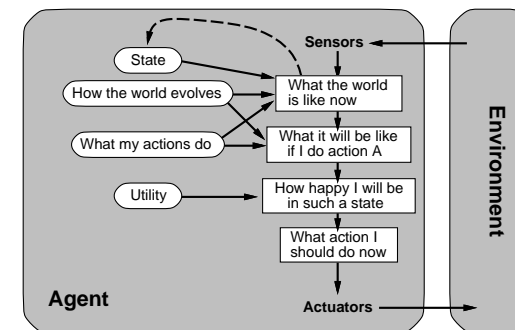 Sensors
State
What the world
is like now
How the world evolves
What it will be like
if I do action A
What my actions do
How happy I will be
in such a state
Utility
What action I
should do now
Agent
Actuators
Environment